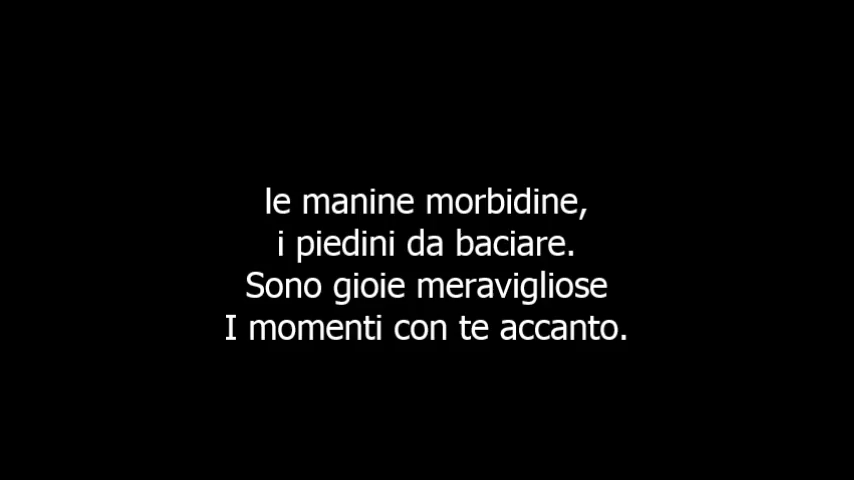 le manine morbidine,
i piedini da baciare.
Sono gioie meravigliose
I momenti con te accanto.